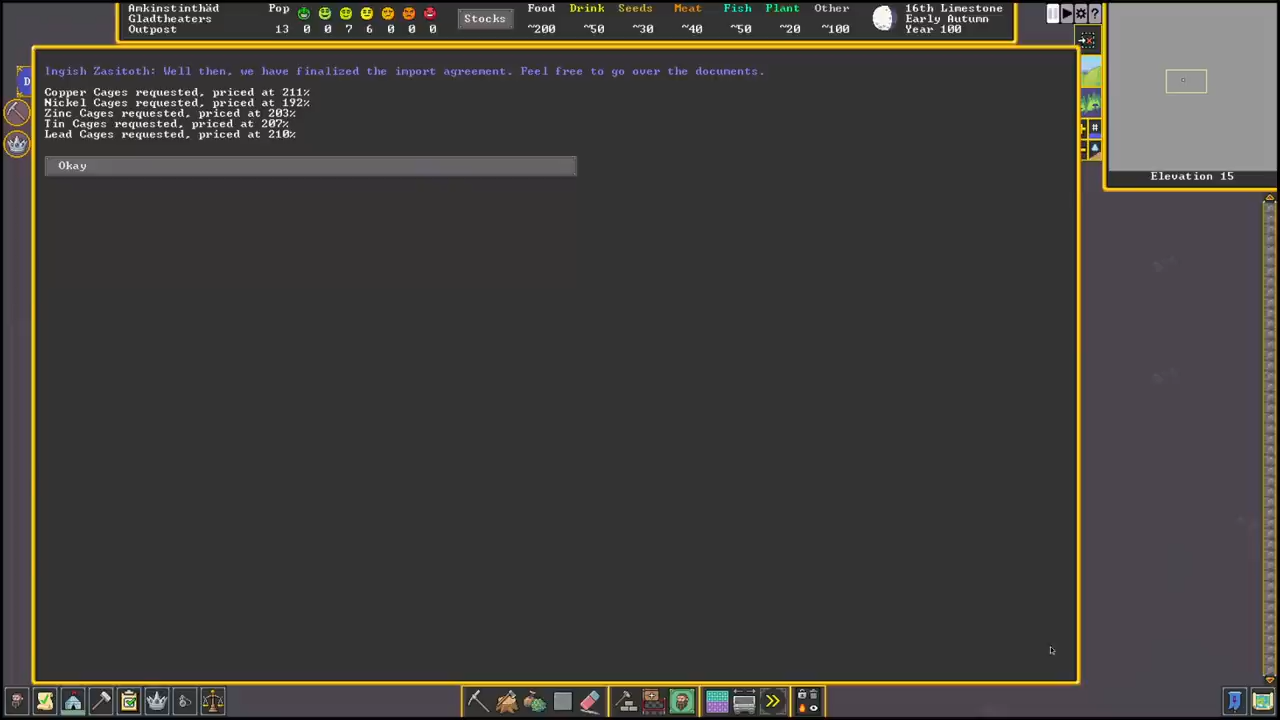 Ankinstinthäd Pop Stocks Food Drink Seeds Meat Fish Plant Other 16th Limestone
Gladtheaters Early Autumn
Outpost 13 0 0 7 6 0 0 0 ~200 ~50 ~30 ~40 ~50 ~20 ~100 Year 100
D
Ingish Zasitoth: Well then, we have finalized the import agreement. Feel free to go over the documents.
Copper Cages requested, priced at 211%
Nickel Cages requested, priced at 192%
Zinc Cages requested, priced at 203%
Tin Cages requested, priced at 207%
Lead Cages requested, priced at 210%
Okay
Elevation 15